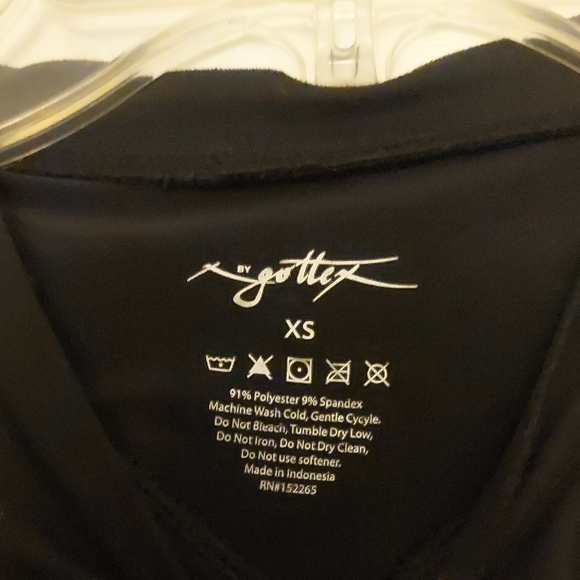 X BY gottex
XS
91% Polyester 9% Spandex
Machine Wash Cold, Gentle Cycyle.
Do Not Bleach, Tumble Dry Low,
Do Not Iron, Do Not Dry Clean,
Do Not use softener.
Made in Indonesia
RN#152265